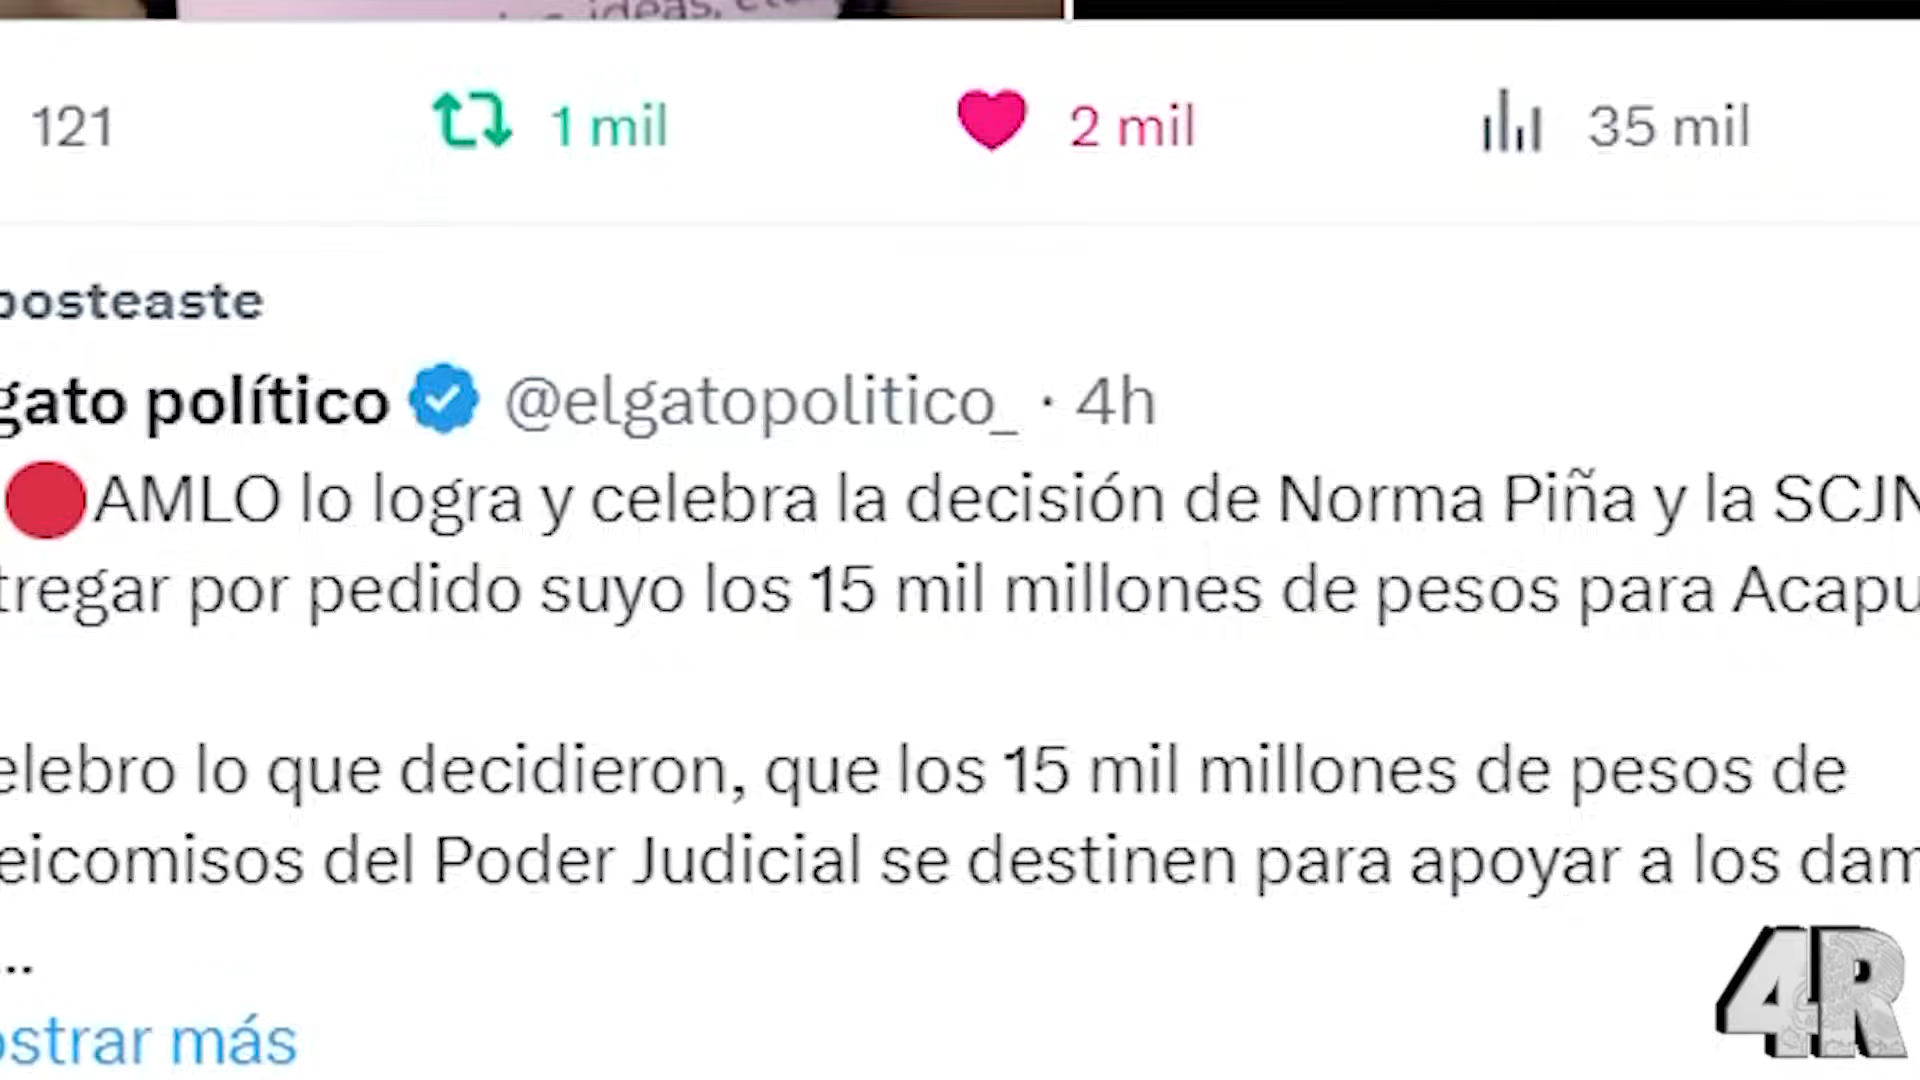 ideas,
121 1 mil 2 mil 35 mil
posteaste
gato político @elgatopolitico_ · 4h
AMLO lo logra y celebra la decisión de Norma Piña y la SCJN
tregar por pedido suyo los 15 mil millones de pesos para Acapu
elebro lo que decidieron, que los 15 mil millones de pesos de
eicomisos del Poder Judicial se destinen para apoyar a los dam
...
ostrar más
4R